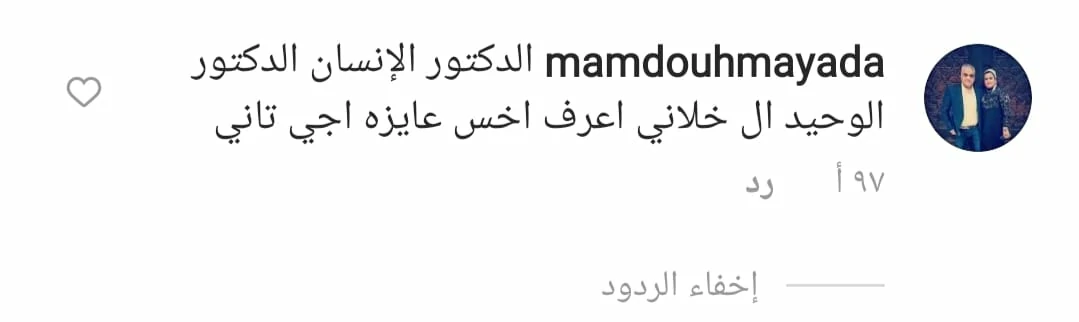 mamdouhmayada الدكتور الإنسان الدكتور
الوحيد ال خلاني اعرف اخس عايزه اجي تاني
٩٧ أ رد
إخفاء الردود